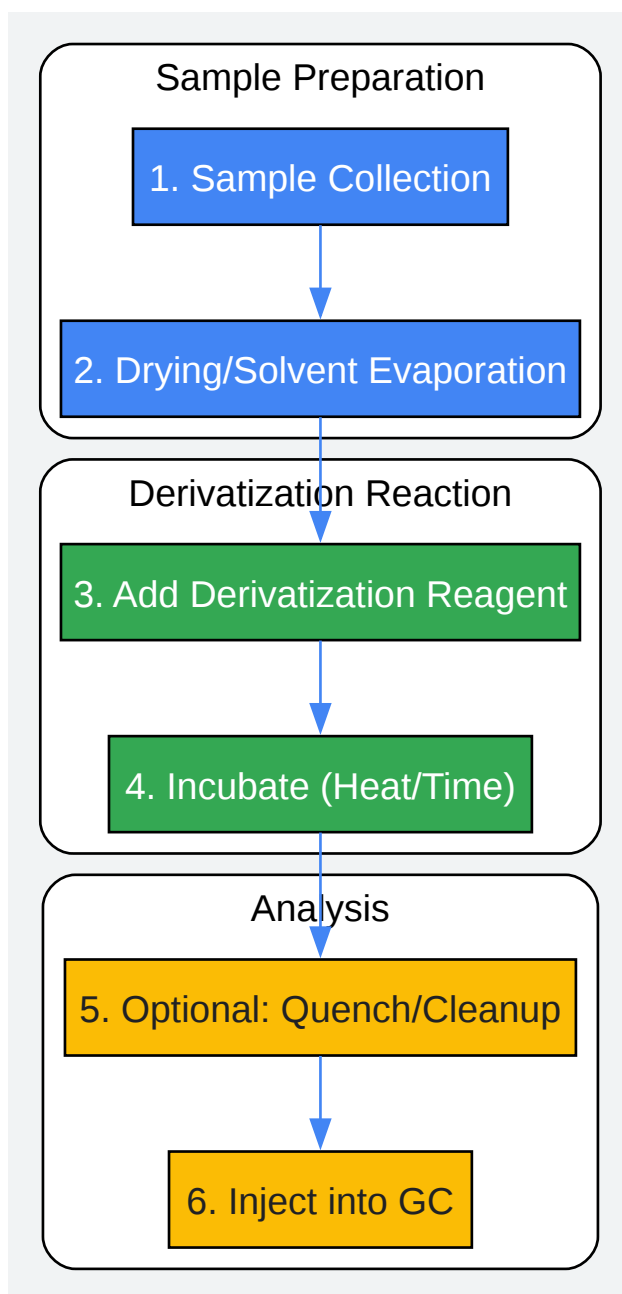 Sample Preparation
1. Sample Collection
2. Drying/Solvent Evaporation
Derivatization Reaction
3. Add Derivatization Reagent
4. Incubate (Heat/Time)
Analysis
5. Optional: Quench/Cleanup
6. Inject into GC